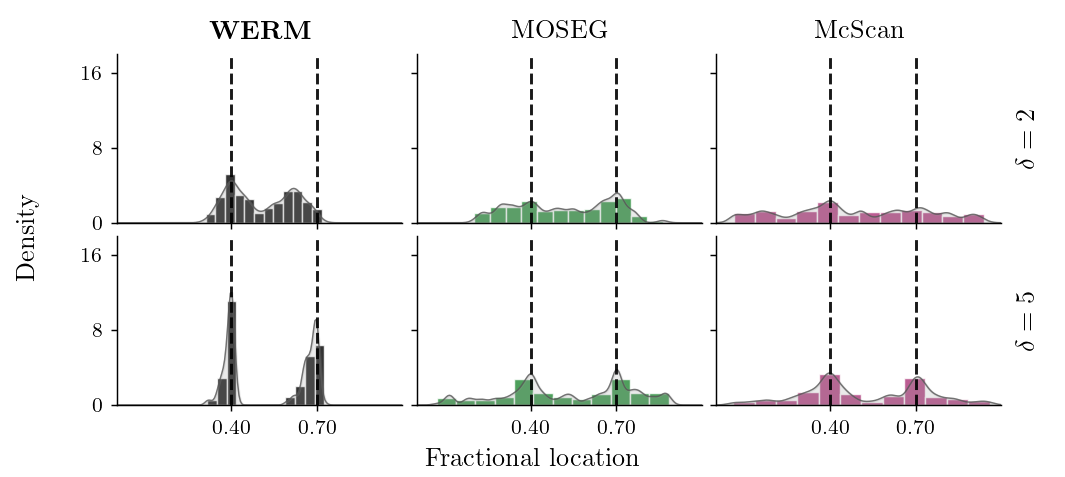 WERM MOSEG McScan
16
8
0
δ = 2
Density
16
8
0
δ = 5
0.40 0.70 0.40 0.70 0.40 0.70
Fractional location